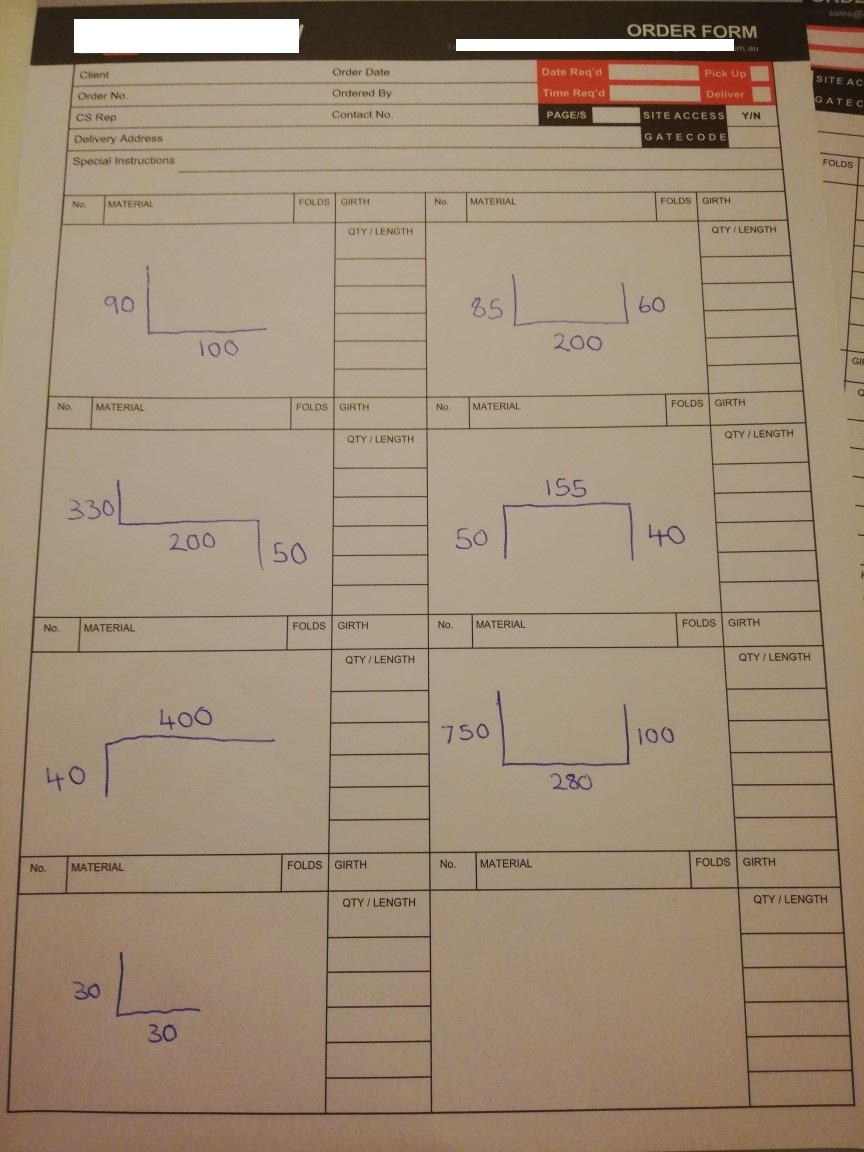 ORDER FORM
om.au
Client
Order Date
Date Req'd
Pick Up
Order No.
Ordered By
Time Req'd
Deliver
CS Rep
Contact No.
PAGE/S
SITE ACCESS
Y/N
Delivery Address
GATECODE
Special Instructions
No. MATERIAL FOLDS GIRTH
QTY / LENGTH
90
100
No. MATERIAL FOLDS GIRTH
QTY / LENGTH
85
60
200
No. MATERIAL FOLDS GIRTH
QTY / LENGTH
330
200
50
No. MATERIAL FOLDS GIRTH
QTY / LENGTH
155
50
40
No. MATERIAL FOLDS GIRTH
QTY / LENGTH
400
40
No. MATERIAL FOLDS GIRTH
QTY / LENGTH
750
100
280
No. MATERIAL FOLDS GIRTH
QTY / LENGTH
30
30
No. MATERIAL FOLDS GIRTH
QTY / LENGTH
sales@
SITE AC
GATEC
FOLDS